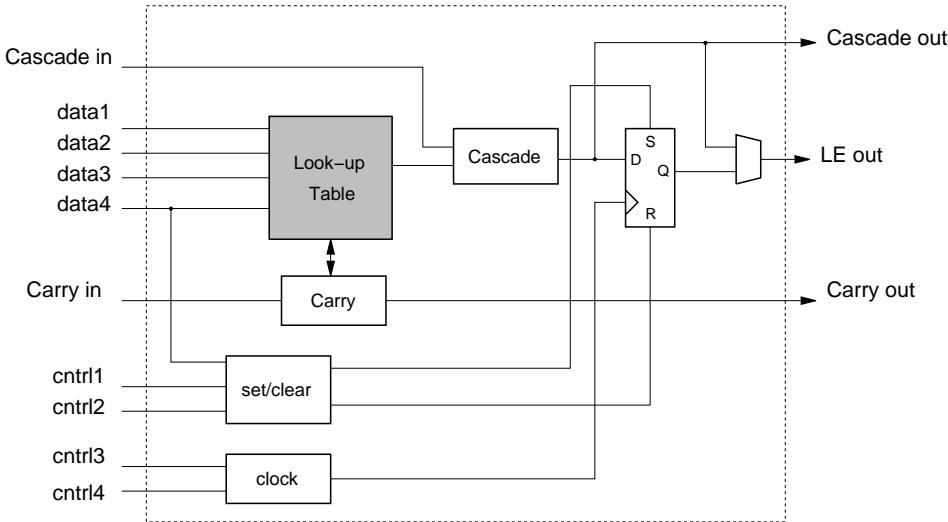 Cascade out
Cascade in
data1
data2
data3
data4
Look−up
Table
Cascade
S
D
Q
R
LE out
Carry in
Carry
Carry out
cntrl1
cntrl2
set/clear
cntrl3
cntrl4
clock